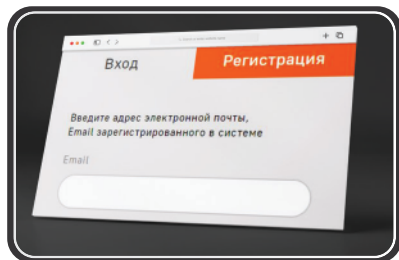 Вход
Регистрация
Введите адрес электронной почты,
Email зарегистрированного в системе
Email